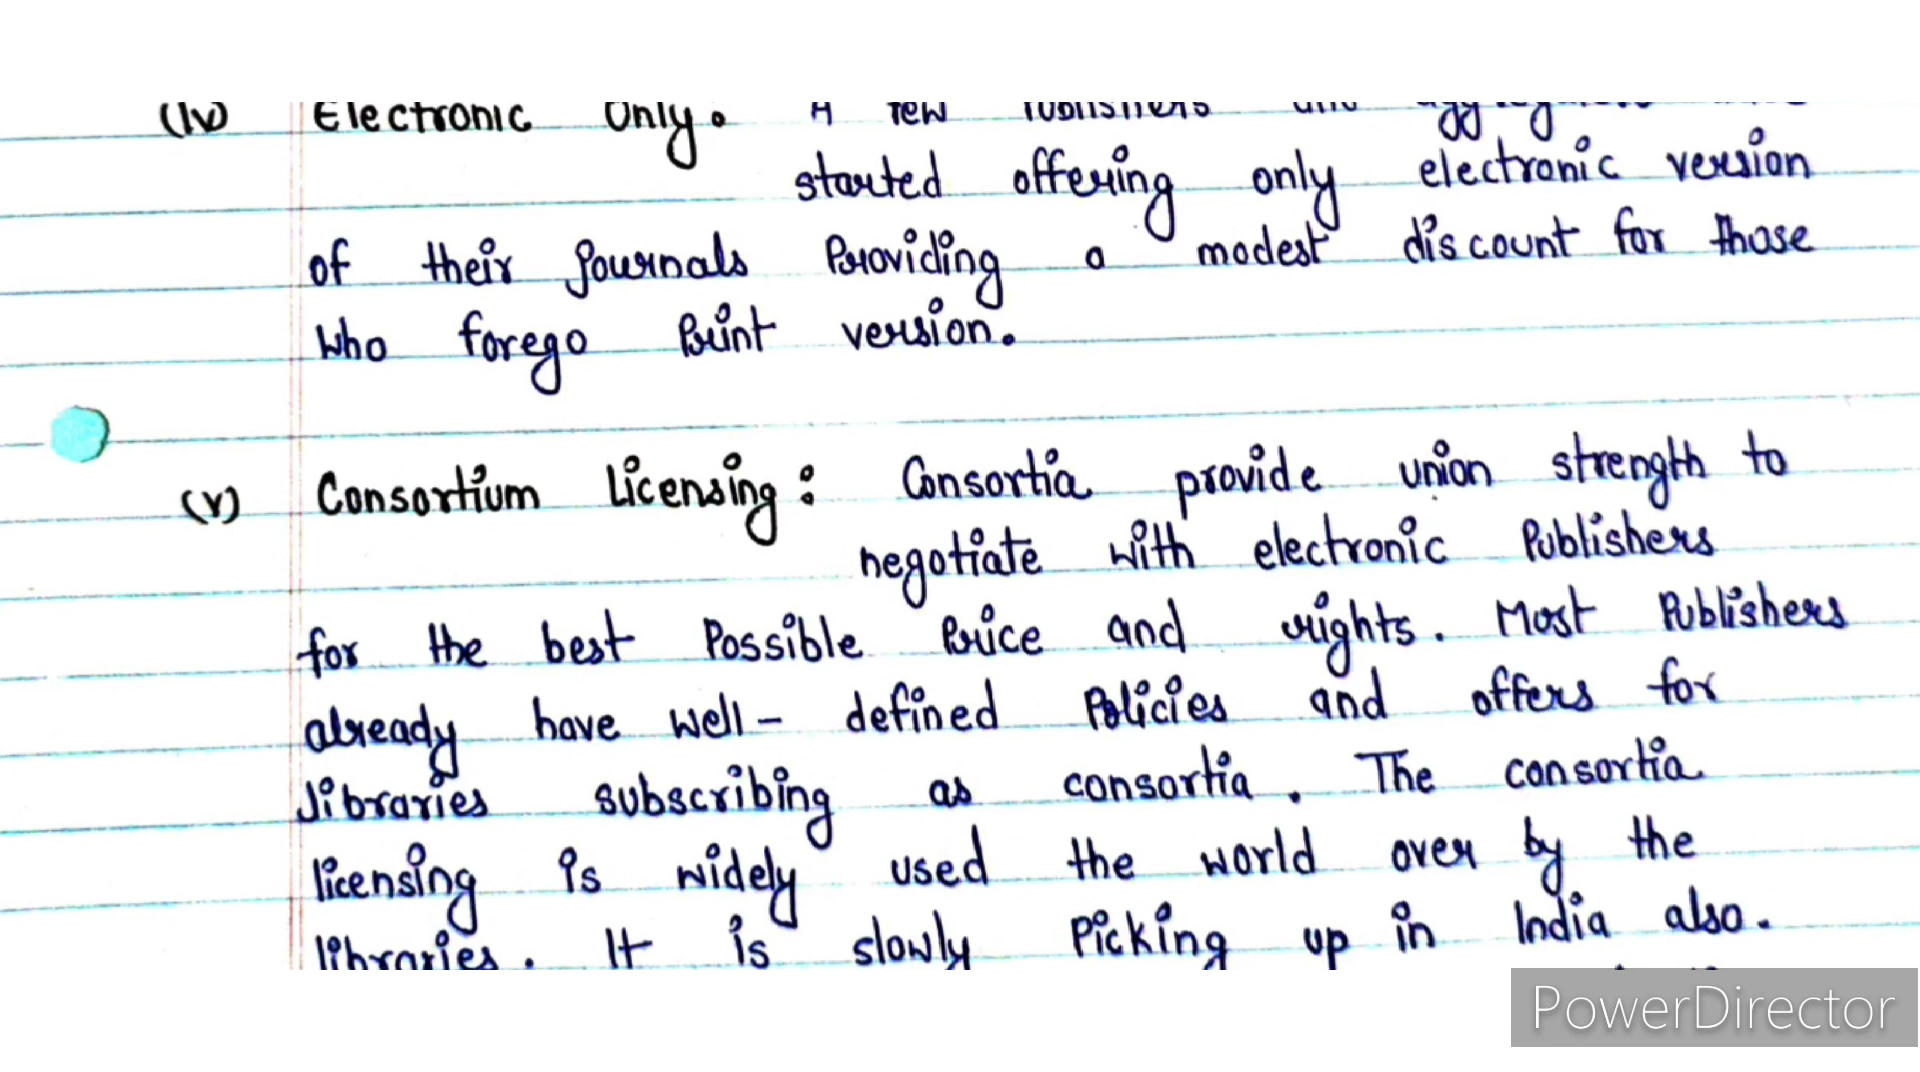 (iv) Electronic Only. A few Publishers
started offering only electronic version
of their journals Providing a modest discount for those
Who forego Print version.
(v) Consortium Licensing: Consortia provide union strength to
negotiate with electronic Publishers
for the best Possible Price and rights. Most Publishers
already have well- defined Policies and offers for
libraries subscribing as consortia. The consortia
licensing is widely used the world over by the
libraries. It is slowly Picking up in India also.
PowerDirector